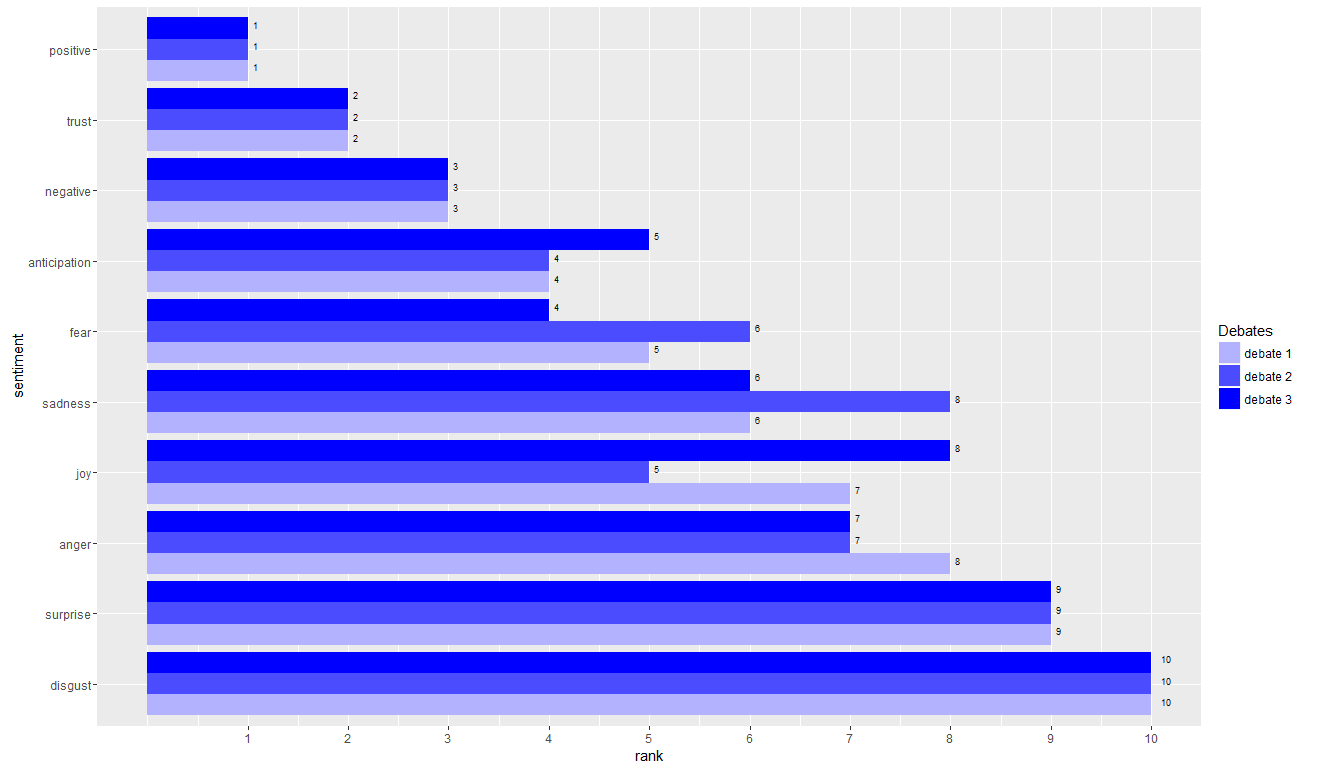 positive
1
1
1
trust
2
2
2
negative
3
3
3
anticipation
5
4
4
fear
4
6
5
sadness
6
8
6
joy
8
5
7
anger
7
7
8
surprise
9
9
9
disgust
10
10
10
1 2 3 4 5 6 7 8 9 10
rank
sentiment
Debates
debate 1
debate 2
debate 3